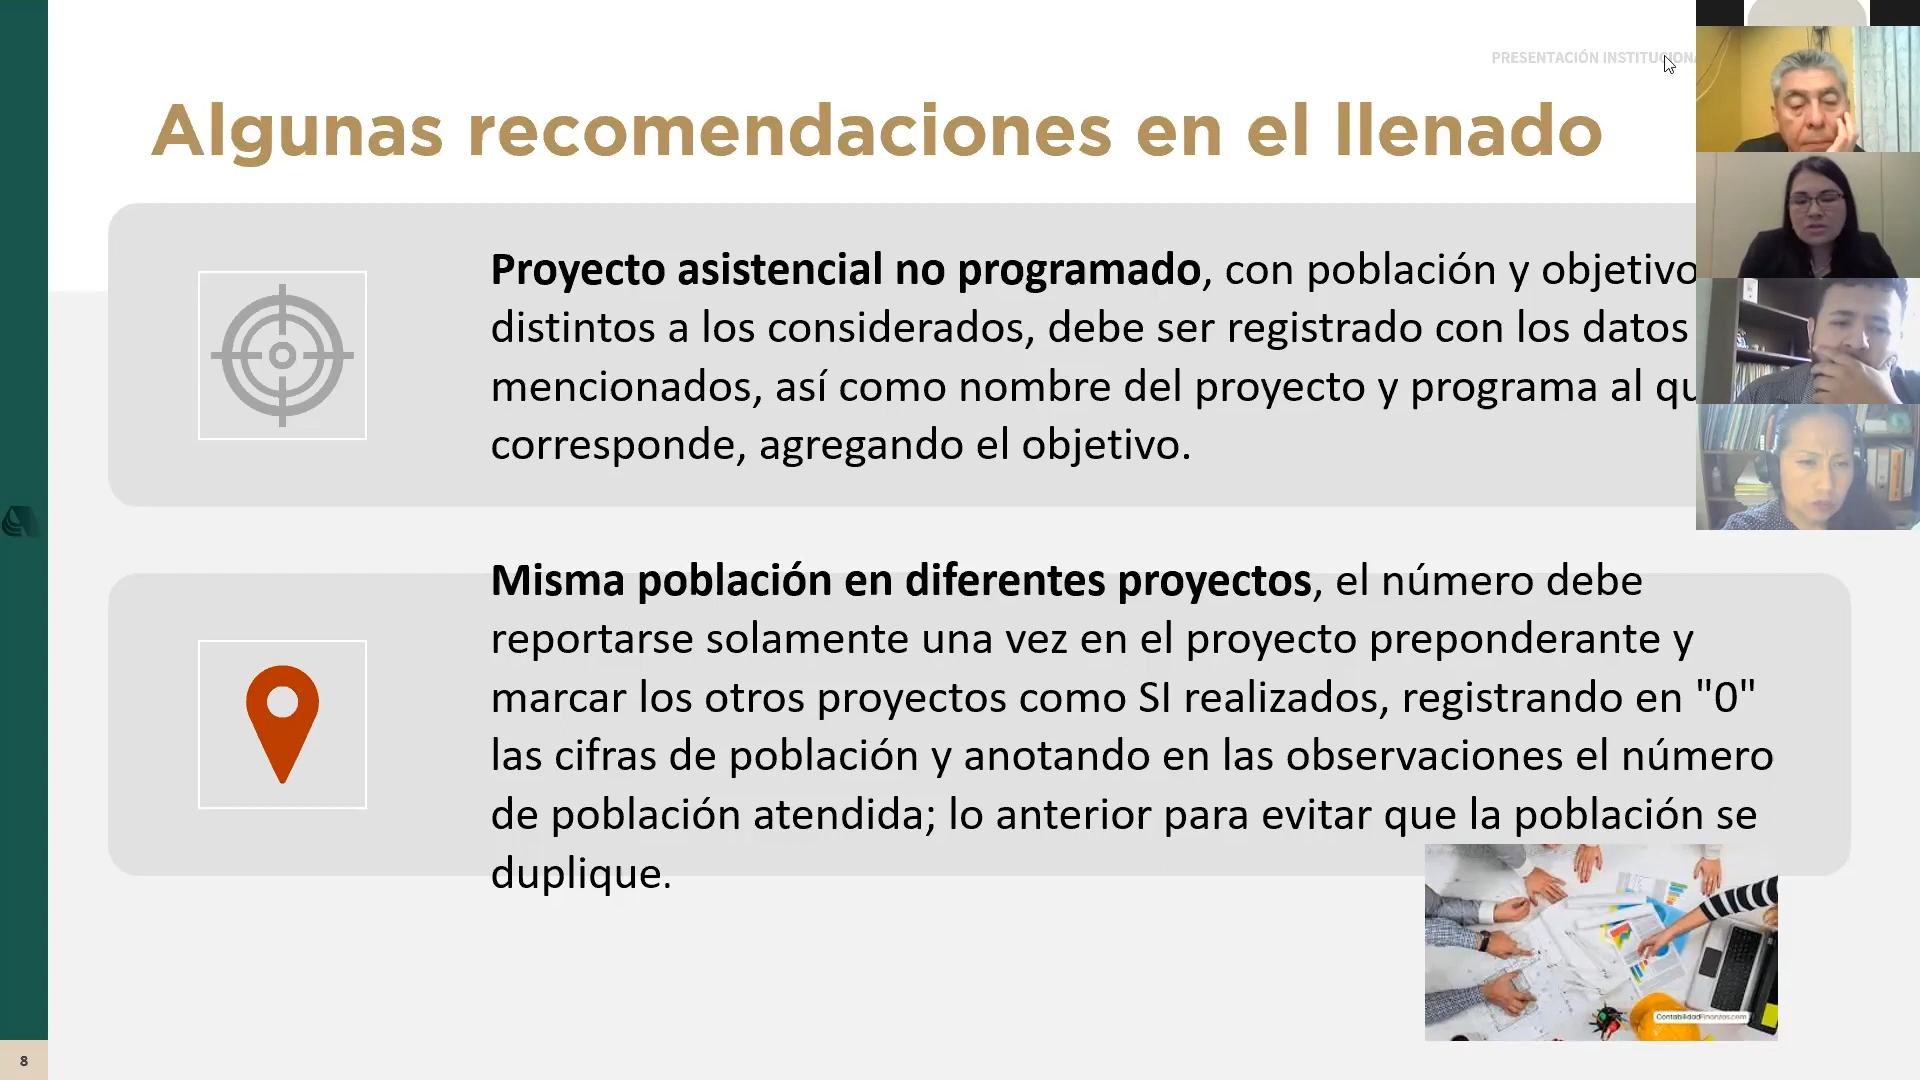 PRESENTACIÓN INSTITUCIONA
Algunas recomendaciones en el llenado
Proyecto asistencial no programado, con población y objetivo
distintos a los considerados, debe ser registrado con los datos
mencionados, así como nombre del proyecto y programa al qu
corresponde, agregando el objetivo.
Misma población en diferentes proyectos, el número debe
reportarse solamente una vez en el proyecto preponderante y
marcar los otros proyectos como SI realizados, registrando en "0"
las cifras de población y anotando en las observaciones el número
de población atendida; lo anterior para evitar que la población se
duplique.
ContabilidadFinanzas.com
8